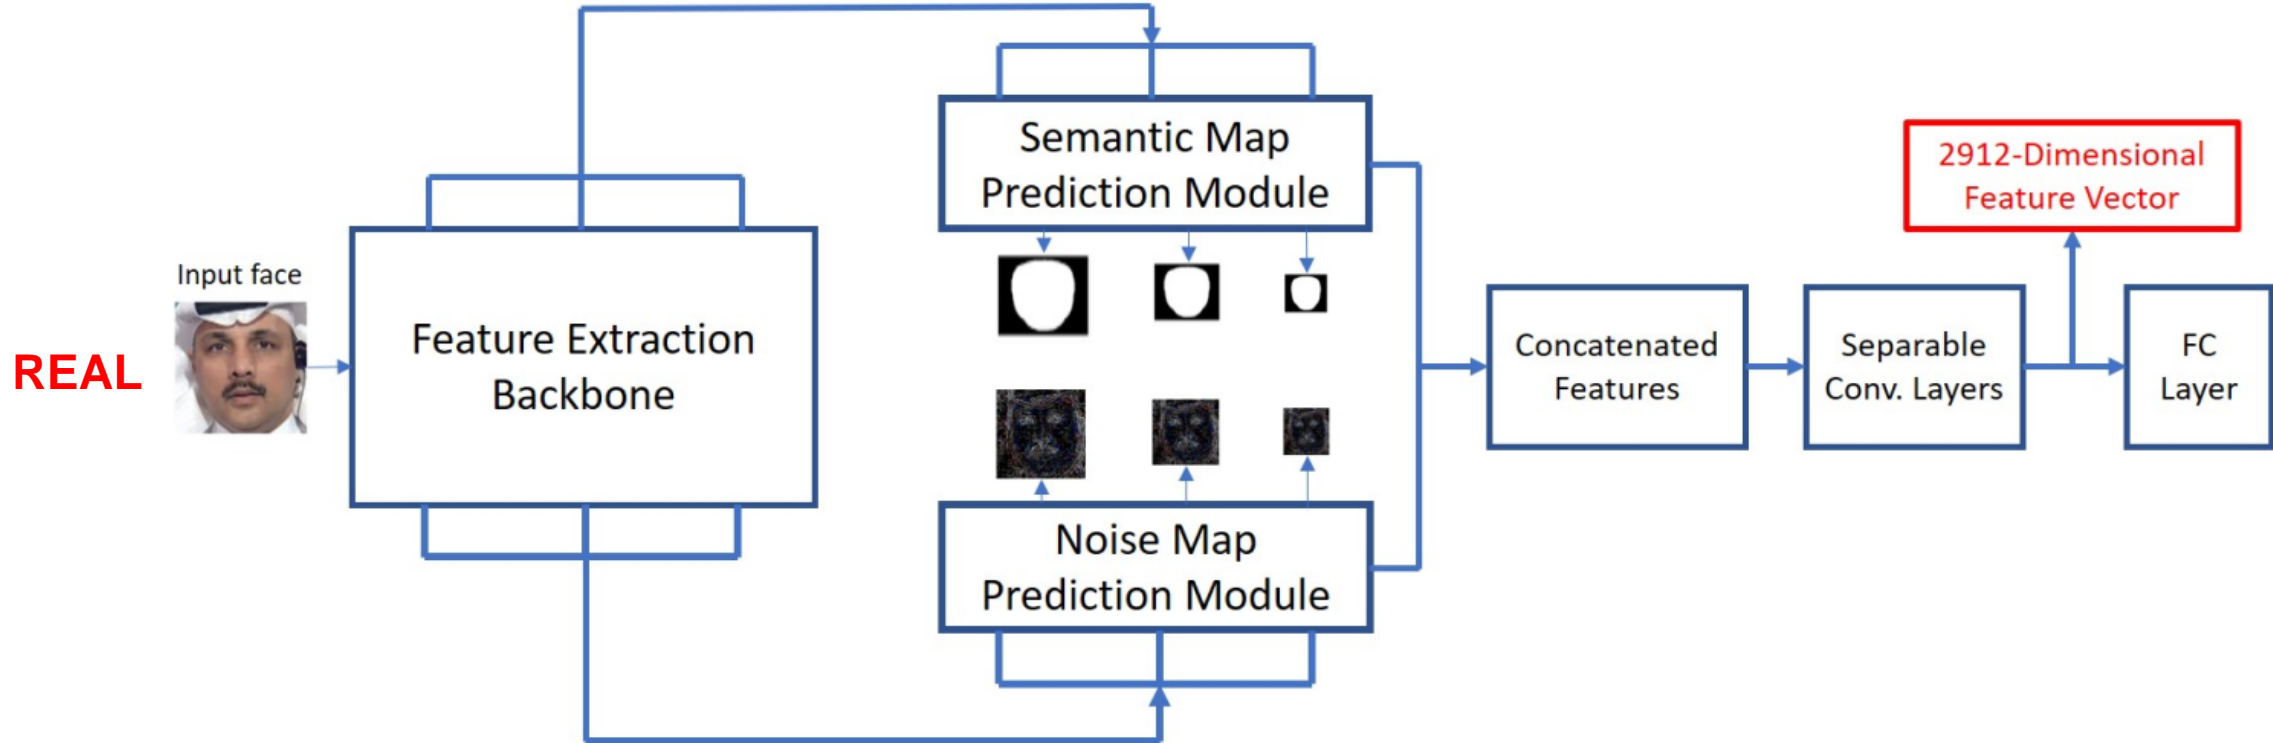 REAL
Input face
Feature Extraction
Backbone
Semantic Map
Prediction Module
Noise Map
Prediction Module
Concatenated
Features
Separable
Conv. Layers
2912-Dimensional
Feature Vector
FC
Layer